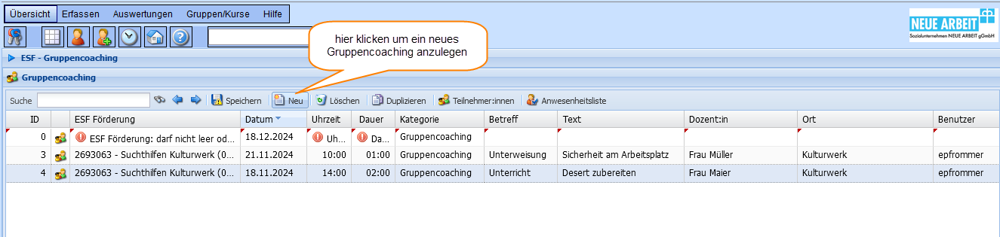 Übersicht Erfassen Auswertungen Gruppen/Kurse Hilfe
NEUE ARBEIT
Sozialunternehmen NEUE ARBEIT gGmbH
hier klicken um ein neues
Gruppencoaching anzulegen
ESF - Gruppencoaching
Gruppencoaching
Suche Speichern Neu Löschen Duplizieren Teilnehmer:innen Anwesenheitsliste
ID ESF Förderung Datum Uhrzeit Dauer Kategorie Betreff Text Dozent:in Ort Benutzer
0 ESF Förderung: darf nicht leer od... 18.12.2024 Uh... Da... Gruppencoaching
3 2693063 - Suchthilfen Kulturwerk (0... 21.11.2024 10:00 01:00 Gruppencoaching Unterweisung Sicherheit am Arbeitsplatz Frau Müller Kulturwerk epfrommer
4 2693063 - Suchthilfen Kulturwerk (0... 18.11.2024 14:00 02:00 Gruppencoaching Unterricht Desert zubereiten Frau Maier Kulturwerk epfrommer